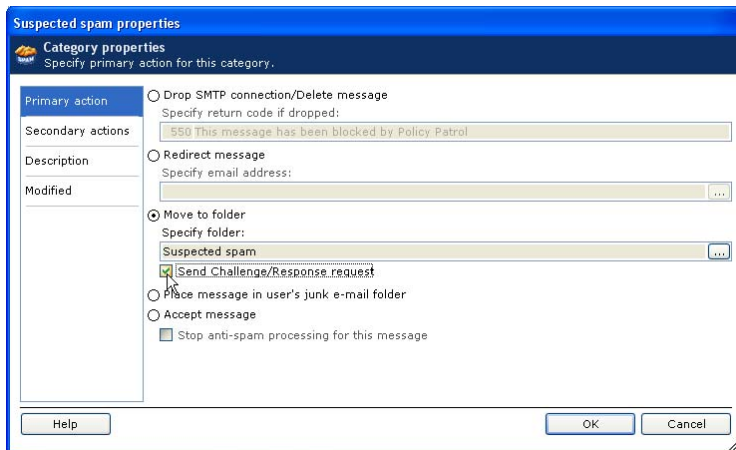 Suspected spam properties
Category properties
Specify primary action for this category.
Primary action
Secondary actions
Description
Modified
Drop SMTP connection/Delete message
Specify return code if dropped:
550 This message has been blocked by Policy Patrol
Redirect message
Specify email address:
...
Move to folder
Specify folder:
Suspected spam
...
Send Challenge/Response request
Place message in user's junk e-mail folder
Accept message
Stop anti-spam processing for this message
Help
OK
Cancel
SPAM